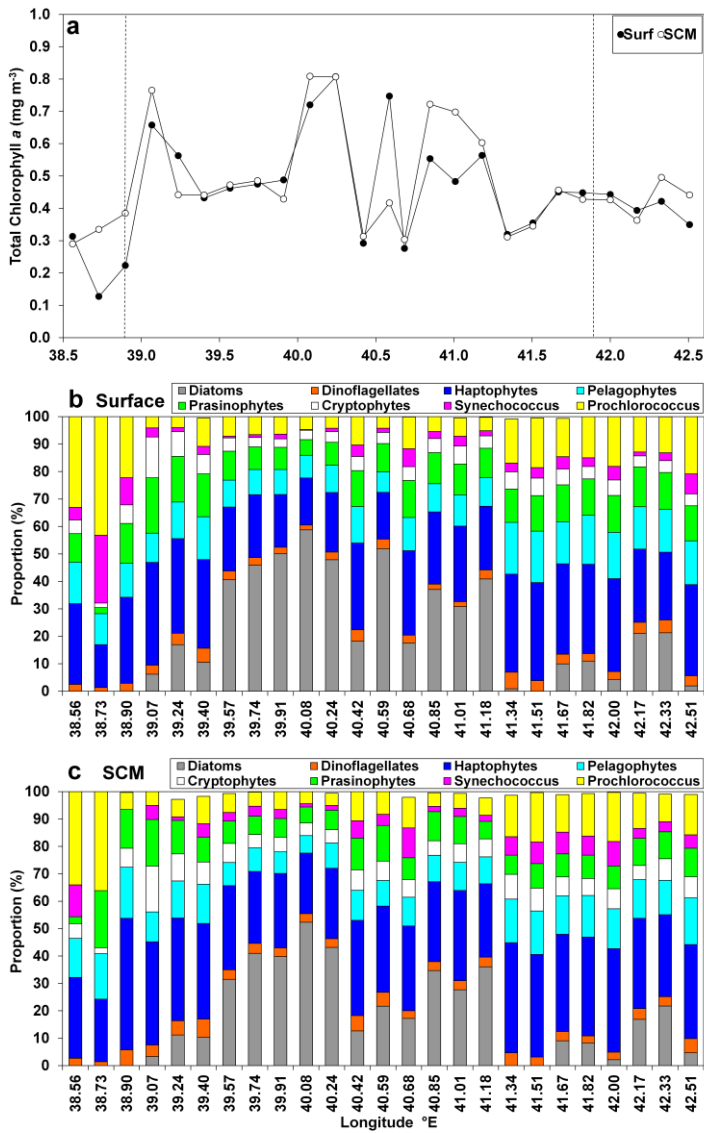 a
Surf SCM
1.0
0.9
0.8
0.7
0.6
0.5
0.4
0.3
0.2
0.1
0.0
Total Chlorophyll a (mg m-3)
38.5 39.0 39.5 40.0 40.5 41.0 41.5 42.0 42.5
b Surface
Diatoms Dinoflagellates Haptophytes Pelagophytes
Prasinophytes Cryptophytes Synechococcus Prochlorococcus
100
90
80
70
60
50
40
30
20
10
0
Proportion (%)
38.56 38.73 38.90 39.07 39.24 39.40 39.57 39.74 39.91 40.08 40.24 40.42 40.59 40.68 40.85 41.01 41.18 41.34 41.51 41.67 41.82 42.00 42.17 42.33 42.51
c SCM
Diatoms Dinoflagellates Haptophytes Pelagophytes
Cryptophytes Prasinophytes Synechococcus Prochlorococcus
100
90
80
70
60
50
40
30
20
10
0
Proportion (%)
38.56 38.73 38.90 39.07 39.24 39.40 39.57 39.74 39.91 40.08 40.24 40.42 40.59 40.68 40.85 41.01 41.18 41.34 41.51 41.67 41.82 42.00 42.17 42.33 42.51
Longitude °E